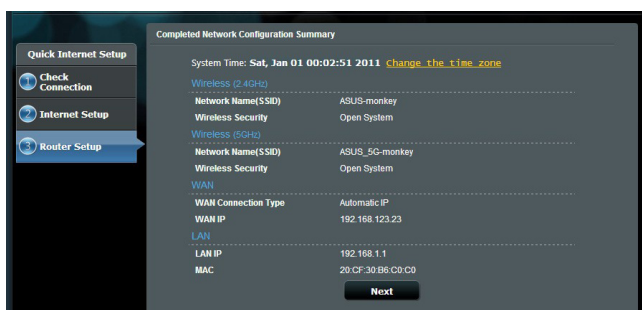 Completed Network Configuration Summary
Quick Internet Setup
1 Check Connection
2 Internet Setup
3 Router Setup
System Time: Sat, Jan 01 00:02:51 2011 Change the time zone
Wireless (2.4GHz)
Network Name(SSID) ASUS-monkey
Wireless Security Open System
Wireless (5GHz)
Network Name(SSID) ASUS_5G-monkey
Wireless Security Open System
WAN
WAN Connection Type Automatic IP
WAN IP 192.168.123.23
LAN
LAN IP 192.168.1.1
MAC 20:CF:30:B6:C0:C0
Next